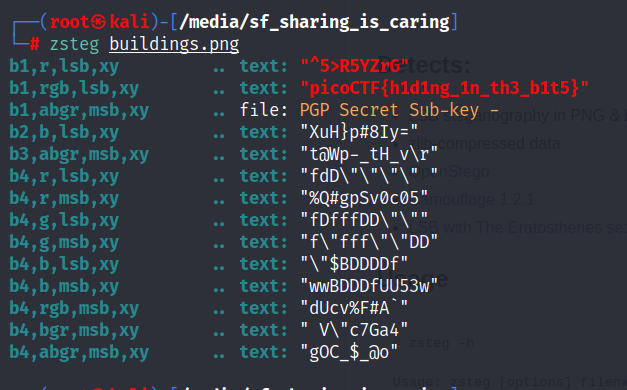 ┌──(root㉿kali)-[/media/sf_sharing_is_caring]
└─# zsteg buildings.png
b1,r,lsb,xy .. text: "^5>R5YZrG"
b1,rgb,lsb,xy .. text: "picoCTF{h1d1ng_1n_th3_b1t5}"
b1,abgr,msb,xy .. file: PGP Secret Sub-key -
b2,b,lsb,xy .. text: "XuH}p#8Iy="
b3,abgr,msb,xy .. text: "t@Wp-_tH_v\r"
b4,r,lsb,xy .. text: "fdD\"\"\"\" "
b4,r,msb,xy .. text: "%Q#gpSv0c05"
b4,g,lsb,xy .. text: "fDfffDD\"\""
b4,g,msb,xy .. text: "f\"fff\"\"DD"
b4,b,lsb,xy .. text: "\"$BDDDDf"
b4,b,msb,xy .. text: "wwBDDDfUU53w"
b4,rgb,msb,xy .. text: "dUcv%F#A`"
b4,bgr,msb,xy .. text: " V\"c7Ga4"
b4,abgr,msb,xy .. text: "gOC_$_@o"